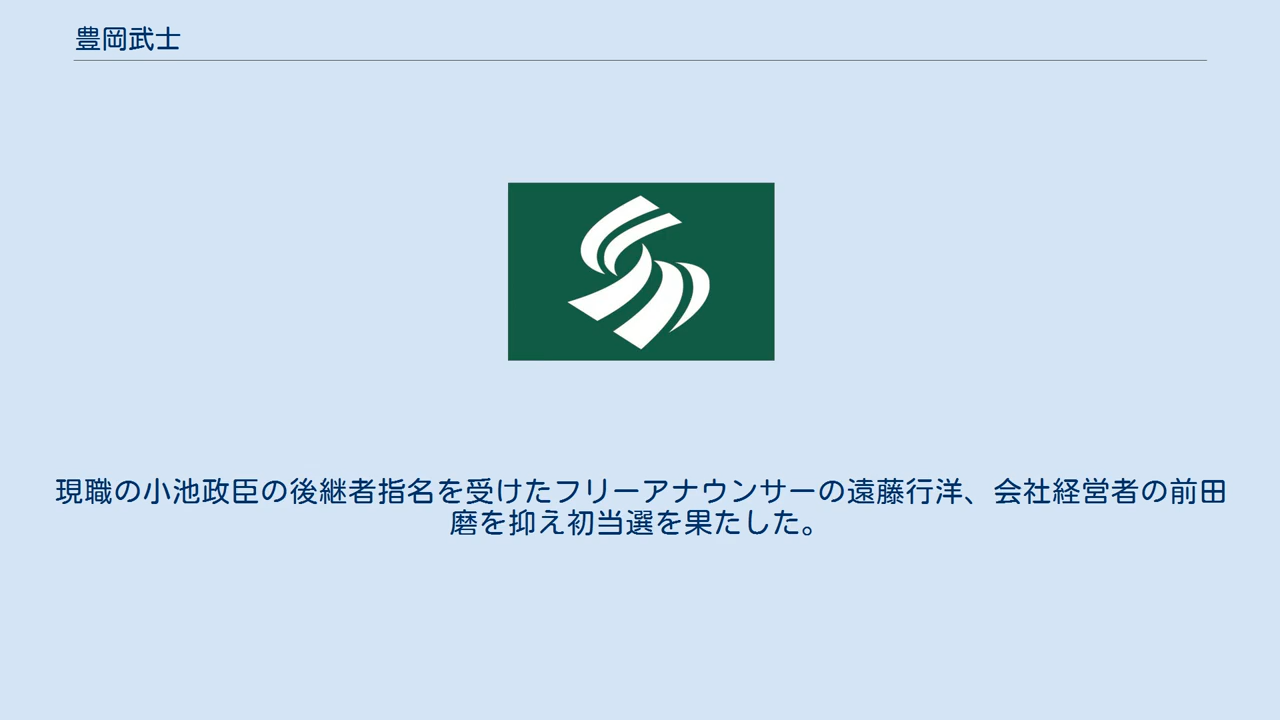 豊岡武士
現職の小池政臣の後継者指名を受けたフリーアナウンサーの遠藤行洋、会社経営者の前田
磨を抑え初当選を果たした。